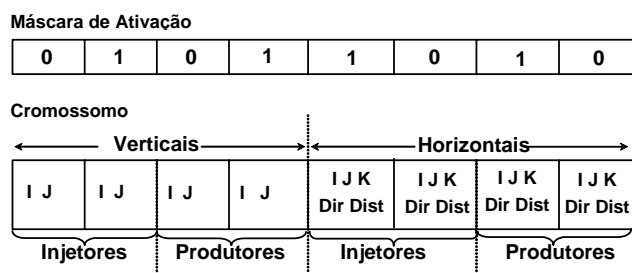 Máscara de Ativação
0 1 0 1 1 0 1 0
Cromossomo
Verticais Horizontais
I J I J I J I J I J K I J K I J K I J K
Dir Dist Dir Dist Dir Dist Dir Dist
Injetores Produtores Injetores Produtores